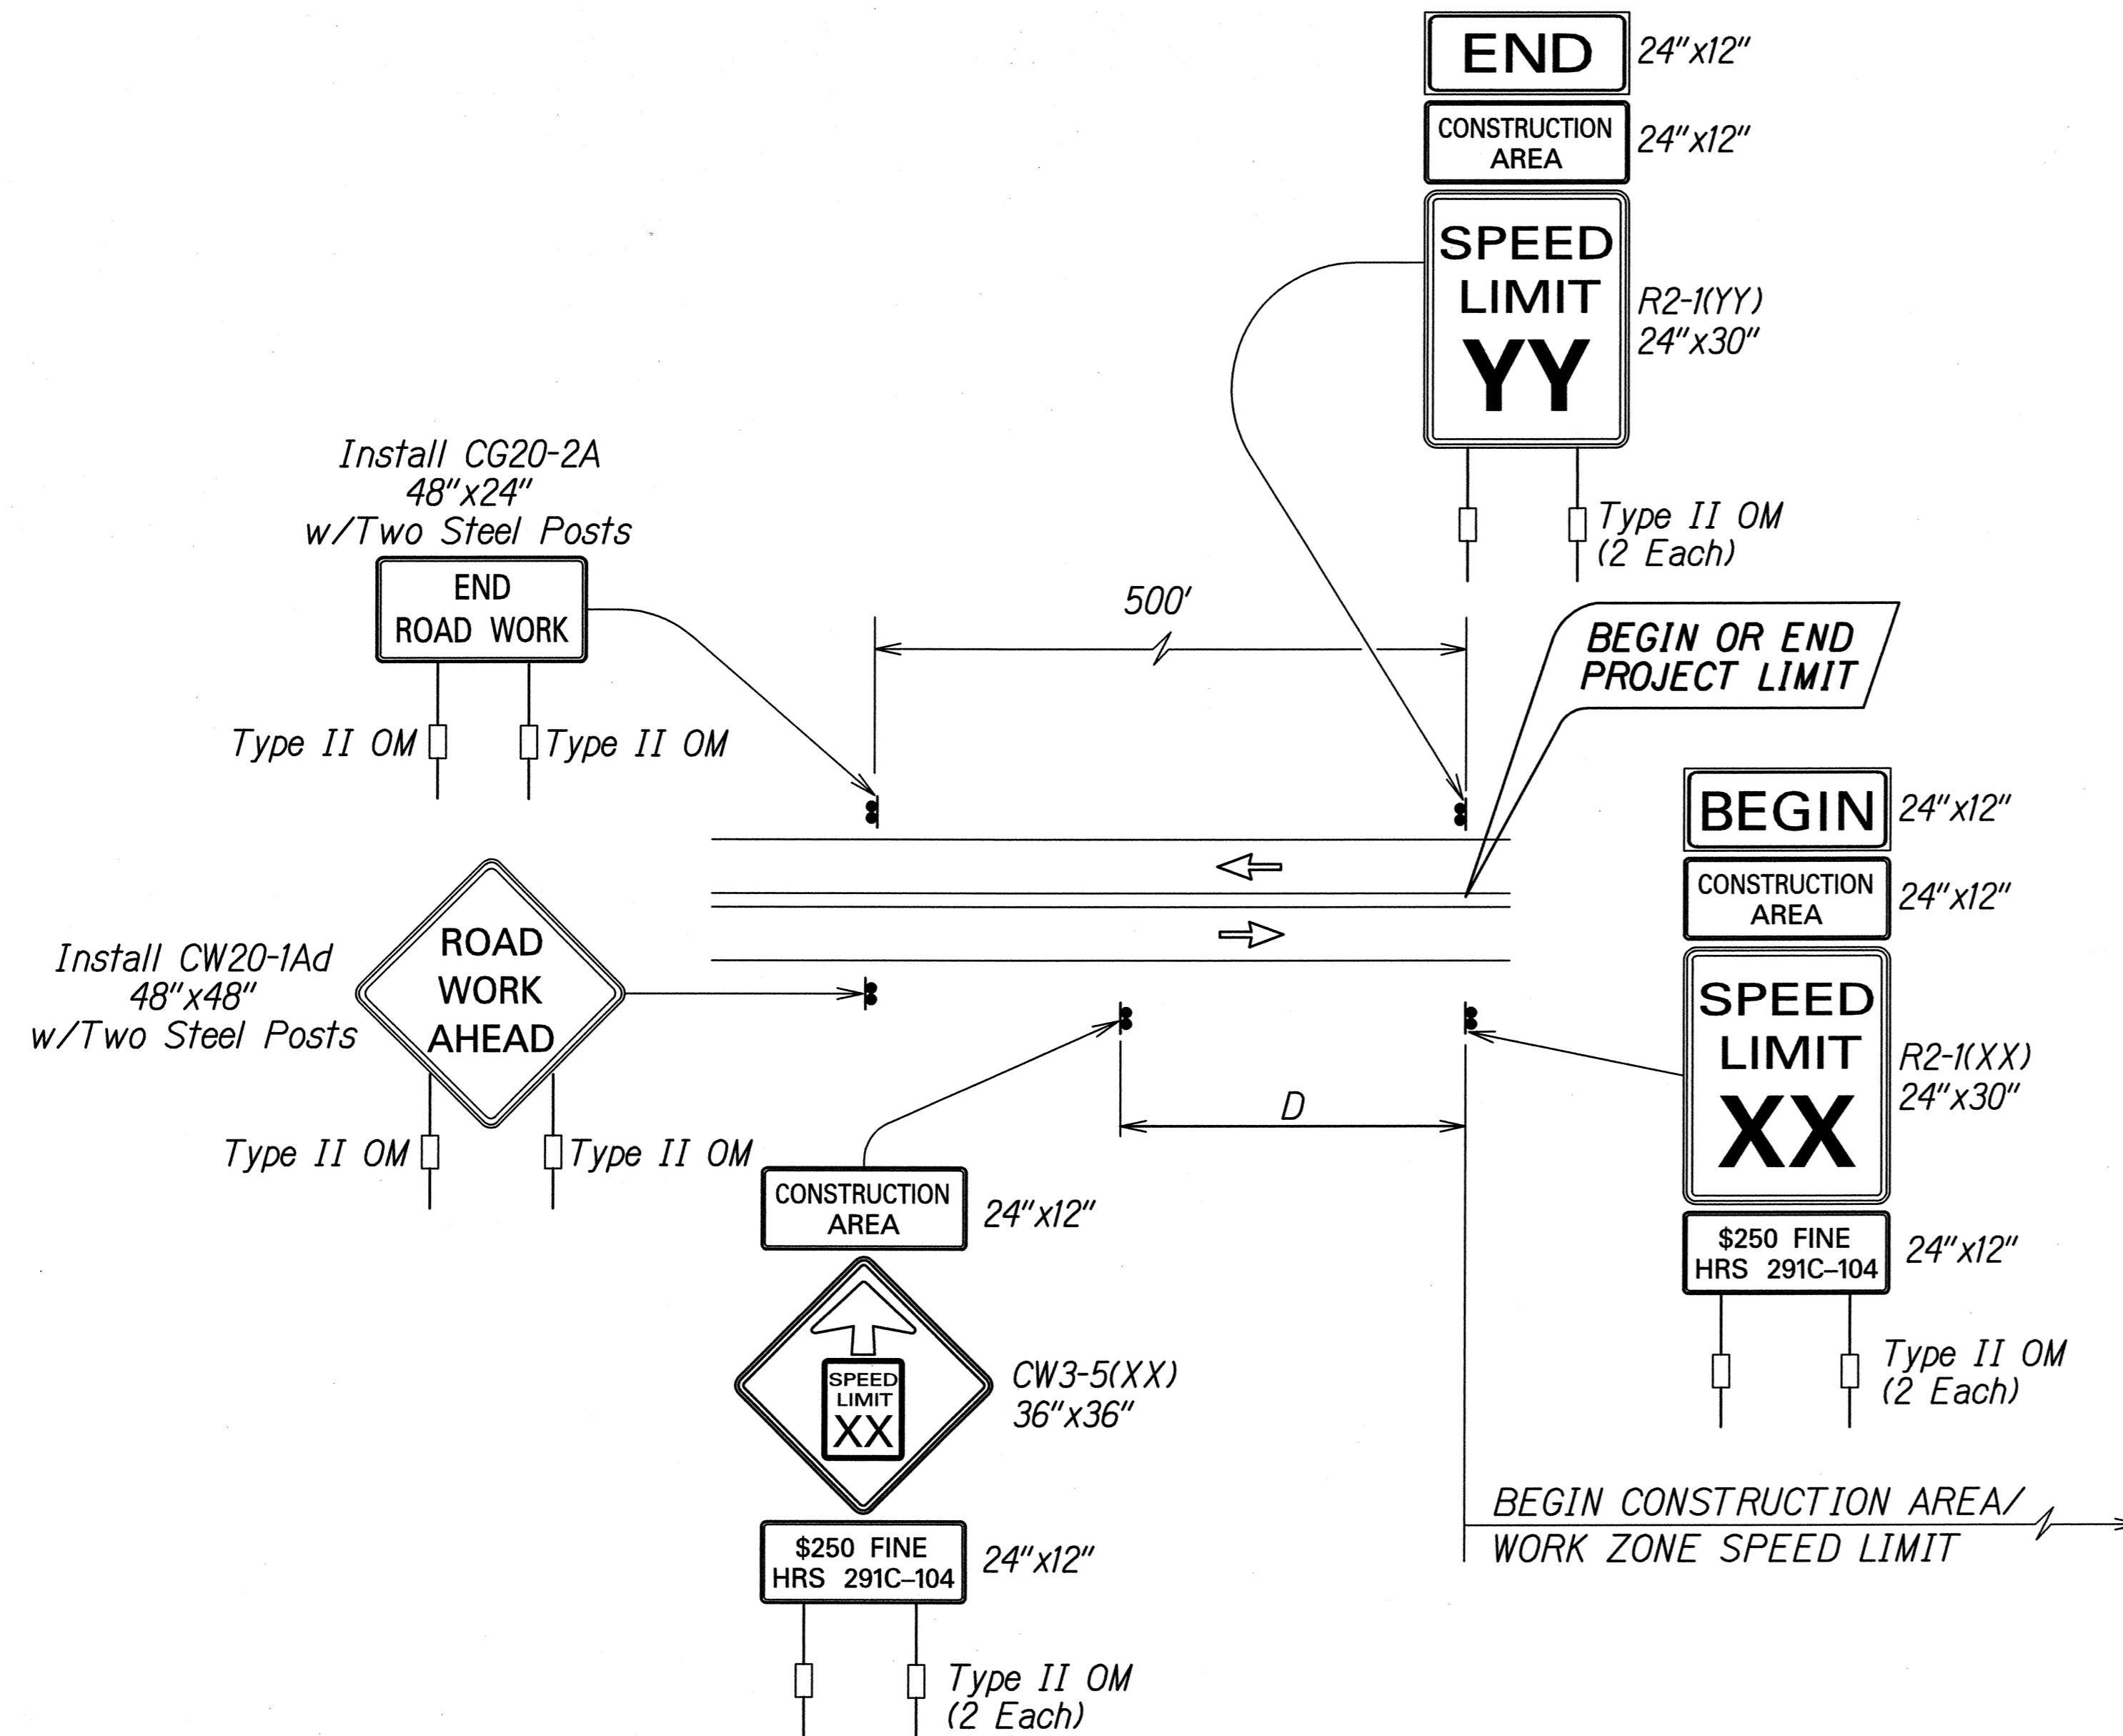 END
24"x12"
CONSTRUCTION
AREA
24"x12"
SPEED
LIMIT
YY
R2-1(YY)
24"x30"
Type II OM
(2 Each)
Install CG20-2A
48"x24"
w/Two Steel Posts
END
ROAD WORK
Type II OM
Type II OM
500'
BEGIN OR END
PROJECT LIMIT
BEGIN
24"x12"
CONSTRUCTION
AREA
24"x12"
SPEED
LIMIT
XX
R2-1(XX)
24"x30"
$250 FINE
HRS 291C–104
24"x12"
Type II OM
(2 Each)
Install CW20-1Ad
48"x48"
w/Two Steel Posts
ROAD
WORK
AHEAD
Type II OM
Type II OM
D
CONSTRUCTION
AREA
24"x12"
SPEED
LIMIT
XX
CW3-5(XX)
36"x36"
$250 FINE
HRS 291C–104
24"x12"
Type II OM
(2 Each)
BEGIN CONSTRUCTION AREA/
WORK ZONE SPEED LIMIT